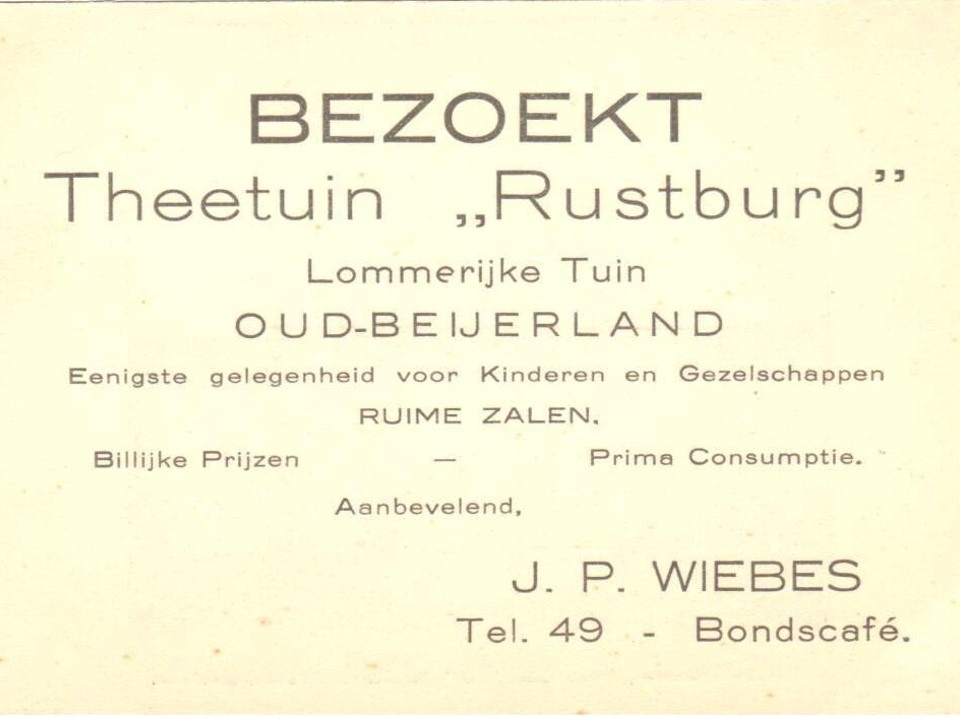 BEZOEKT
Theetuin „Rustburg”
Lommerijke Tuin
OUD-BEIJERLAND
Eenigste gelegenheid voor Kinderen en Gezelschappen
RUIME ZALEN.
Billijke Prijzen — Prima Consumptie.
Aanbevelend,
J. P. WIEBES
Tel. 49 - Bondscafé.